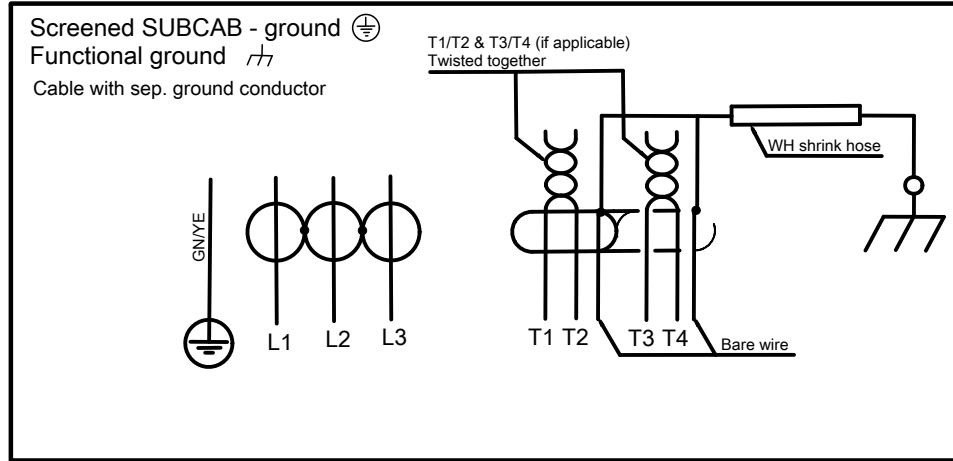 Screened SUBCAB - ground
Functional ground
Cable with sep. ground conductor
T1/T2 & T3/T4 (if applicable)
Twisted together
WH shrink hose
GN/YE
L1 L2 L3
T1 T2 T3 T4
Bare wire